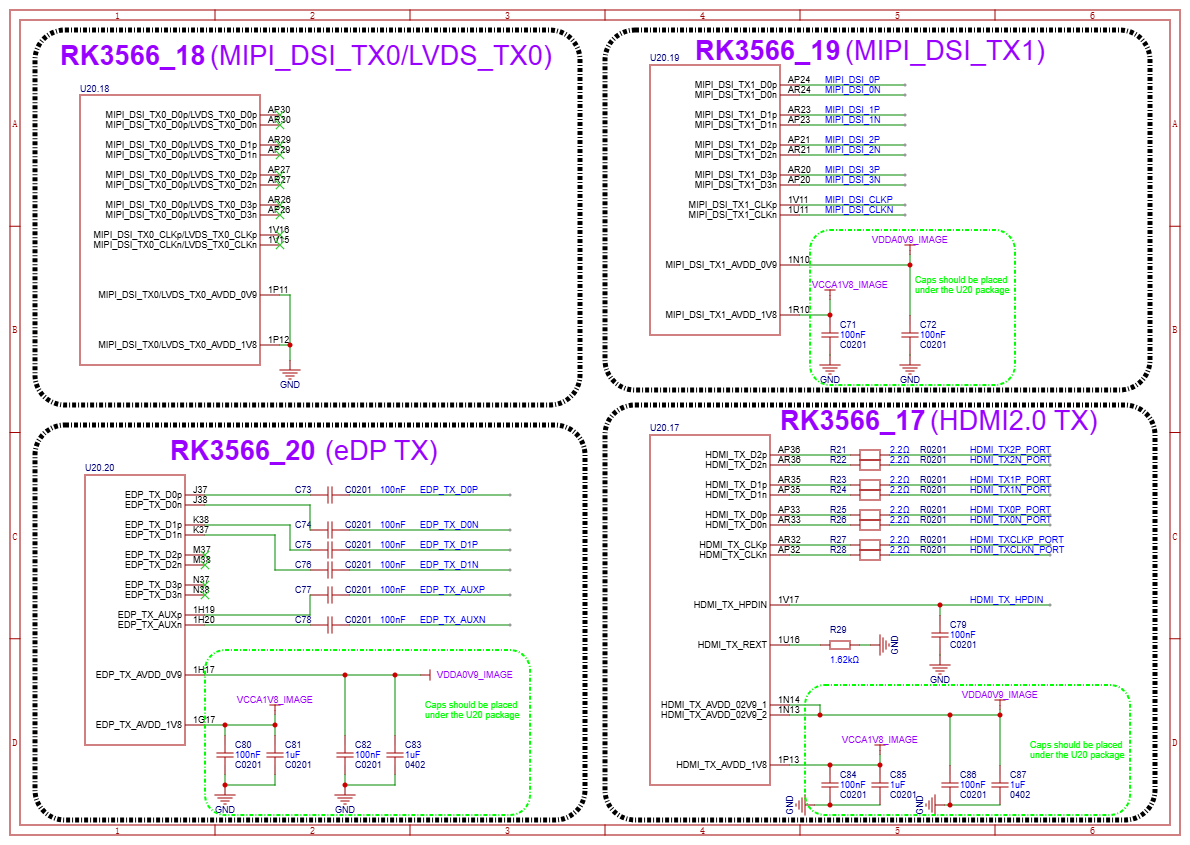 1 2 3 4 5 6
A
B
C
D
A
B
C
D
1 2 3 4 5 6
RK3566_18 (MIPI_DSI_TX0/LVDS_TX0)
U20.18
MIPI_DSI_TX0_D0p/LVDS_TX0_D0p AP30
MIPI_DSI_TX0_D0p/LVDS_TX0_D0n AR30
MIPI_DSI_TX0_D0p/LVDS_TX0_D1p AR29
MIPI_DSI_TX0_D0p/LVDS_TX0_D1n AP29
MIPI_DSI_TX0_D0p/LVDS_TX0_D2p AP27
MIPI_DSI_TX0_D0p/LVDS_TX0_D2n AR27
MIPI_DSI_TX0_D0p/LVDS_TX0_D3p AR26
MIPI_DSI_TX0_D0p/LVDS_TX0_D3n AP26
MIPI_DSI_TX0_CLKp/LVDS_TX0_CLKp 1V16
MIPI_DSI_TX0_CLKn/LVDS_TX0_CLKn 1V15
MIPI_DSI_TX0/LVDS_TX0_AVDD_0V9 1P11
MIPI_DSI_TX0/LVDS_TX0_AVDD_1V8 1P12
GND
RK3566_19 (MIPI_DSI_TX1)
U20.19
MIPI_DSI_TX1_D0p AP24 MIPI_DSI_0P
MIPI_DSI_TX1_D0n AR24 MIPI_DSI_0N
MIPI_DSI_TX1_D1p AR23 MIPI_DSI_1P
MIPI_DSI_TX1_D1n AP23 MIPI_DSI_1N
MIPI_DSI_TX1_D2p AP21 MIPI_DSI_2P
MIPI_DSI_TX1_D2n AR21 MIPI_DSI_2N
MIPI_DSI_TX1_D3p AR20 MIPI_DSI_3P
MIPI_DSI_TX1_D3n AP20 MIPI_DSI_3N
MIPI_DSI_TX1_CLKp 1V11 MIPI_DSI_CLKP
MIPI_DSI_TX1_CLKn 1U11 MIPI_DSI_CLKN
VDDA0V9_IMAGE
MIPI_DSI_TX1_AVDD_0V9 1N10
VCCA1V8_IMAGE
Caps should be placed
under the U20 package
MIPI_DSI_TX1_AVDD_1V8 1R10
C71 C72
100nF 100nF
C0201 C0201
GND GND
RK3566_20 (eDP TX)
U20.20
EDP_TX_D0p J37 C73 C0201 100nF EDP_TX_D0P
EDP_TX_D0n J38 C74 C0201 100nF EDP_TX_D0N
EDP_TX_D1p K38 C75 C0201 100nF EDP_TX_D1P
EDP_TX_D1n K37 C76 C0201 100nF EDP_TX_D1N
EDP_TX_D2p M37
EDP_TX_D2n M38
EDP_TX_D3p N37
EDP_TX_D3n N38
EDP_TX_AUXp 1H19 C77 C0201 100nF EDP_TX_AUXP
EDP_TX_AUXn 1H20 C78 C0201 100nF EDP_TX_AUXN
EDP_TX_AVDD_0V9 1H17 VDDA0V9_IMAGE
VCCA1V8_IMAGE
Caps should be placed
under the U20 package
EDP_TX_AVDD_1V8 1G17
C80 C81 C82 C83
100nF 1uF 100nF 1uF
C0201 C0201 C0201 0402
GND GND
RK3566_17 (HDMI2.0 TX)
U20.17
HDMI_TX_D2p AP36 R21 2.2Ω R0201 HDMI_TX2P_PORT
HDMI_TX_D2n AR36 R22 2.2Ω R0201 HDMI_TX2N_PORT
HDMI_TX_D1p AR35 R23 2.2Ω R0201 HDMI_TX1P_PORT
HDMI_TX_D1n AP35 R24 2.2Ω R0201 HDMI_TX1N_PORT
HDMI_TX_D0p AP33 R25 2.2Ω R0201 HDMI_TX0P_PORT
HDMI_TX_D0n AR33 R26 2.2Ω R0201 HDMI_TX0N_PORT
HDMI_TX_CLKp AR32 R27 2.2Ω R0201 HDMI_TXCLKP_PORT
HDMI_TX_CLKn AP32 R28 2.2Ω R0201 HDMI_TXCLKN_PORT
HDMI_TX_HPDIN 1V17 HDMI_TX_HPDIN
C79
100nF
C0201
GND
HDMI_TX_REXT 1U16 R29 1.62kΩ GND
HDMI_TX_AVDD_02V9_1 1N14
HDMI_TX_AVDD_02V9_2 1N13
VDDA0V9_IMAGE
VCCA1V8_IMAGE
Caps should be placed
under the U20 package
HDMI_TX_AVDD_1V8 1P13
C84 C85 C86 C87
100nF 1uF 100nF 1uF
C0201 C0201 C0201 0402
GND GND